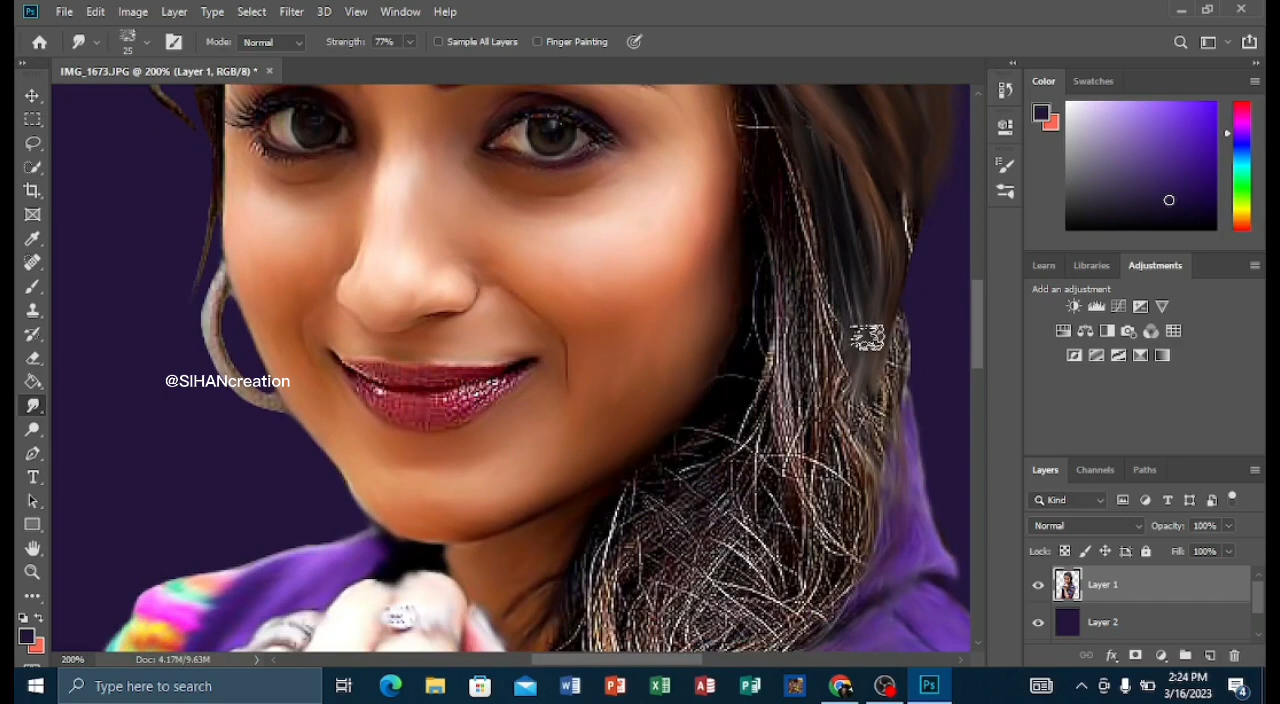 Ps File Edit Image Layer Type Select Filter 3D View Window Help
25 Mode: Normal Strength: 77% Sample All Layers Finger Painting
IMG_1673.JPG @ 200% (Layer 1, RGB/8) *
Color Swatches
Learn Libraries Adjustments
Add an adjustment
@SIHANcreation
Layers Channels Paths
Kind
Normal Opacity: 100%
Lock: Fill: 100%
Layer 1
Layer 2
200% Doc: 4.17M/9.63M
Type here to search
2:24 PM
3/16/2023
4